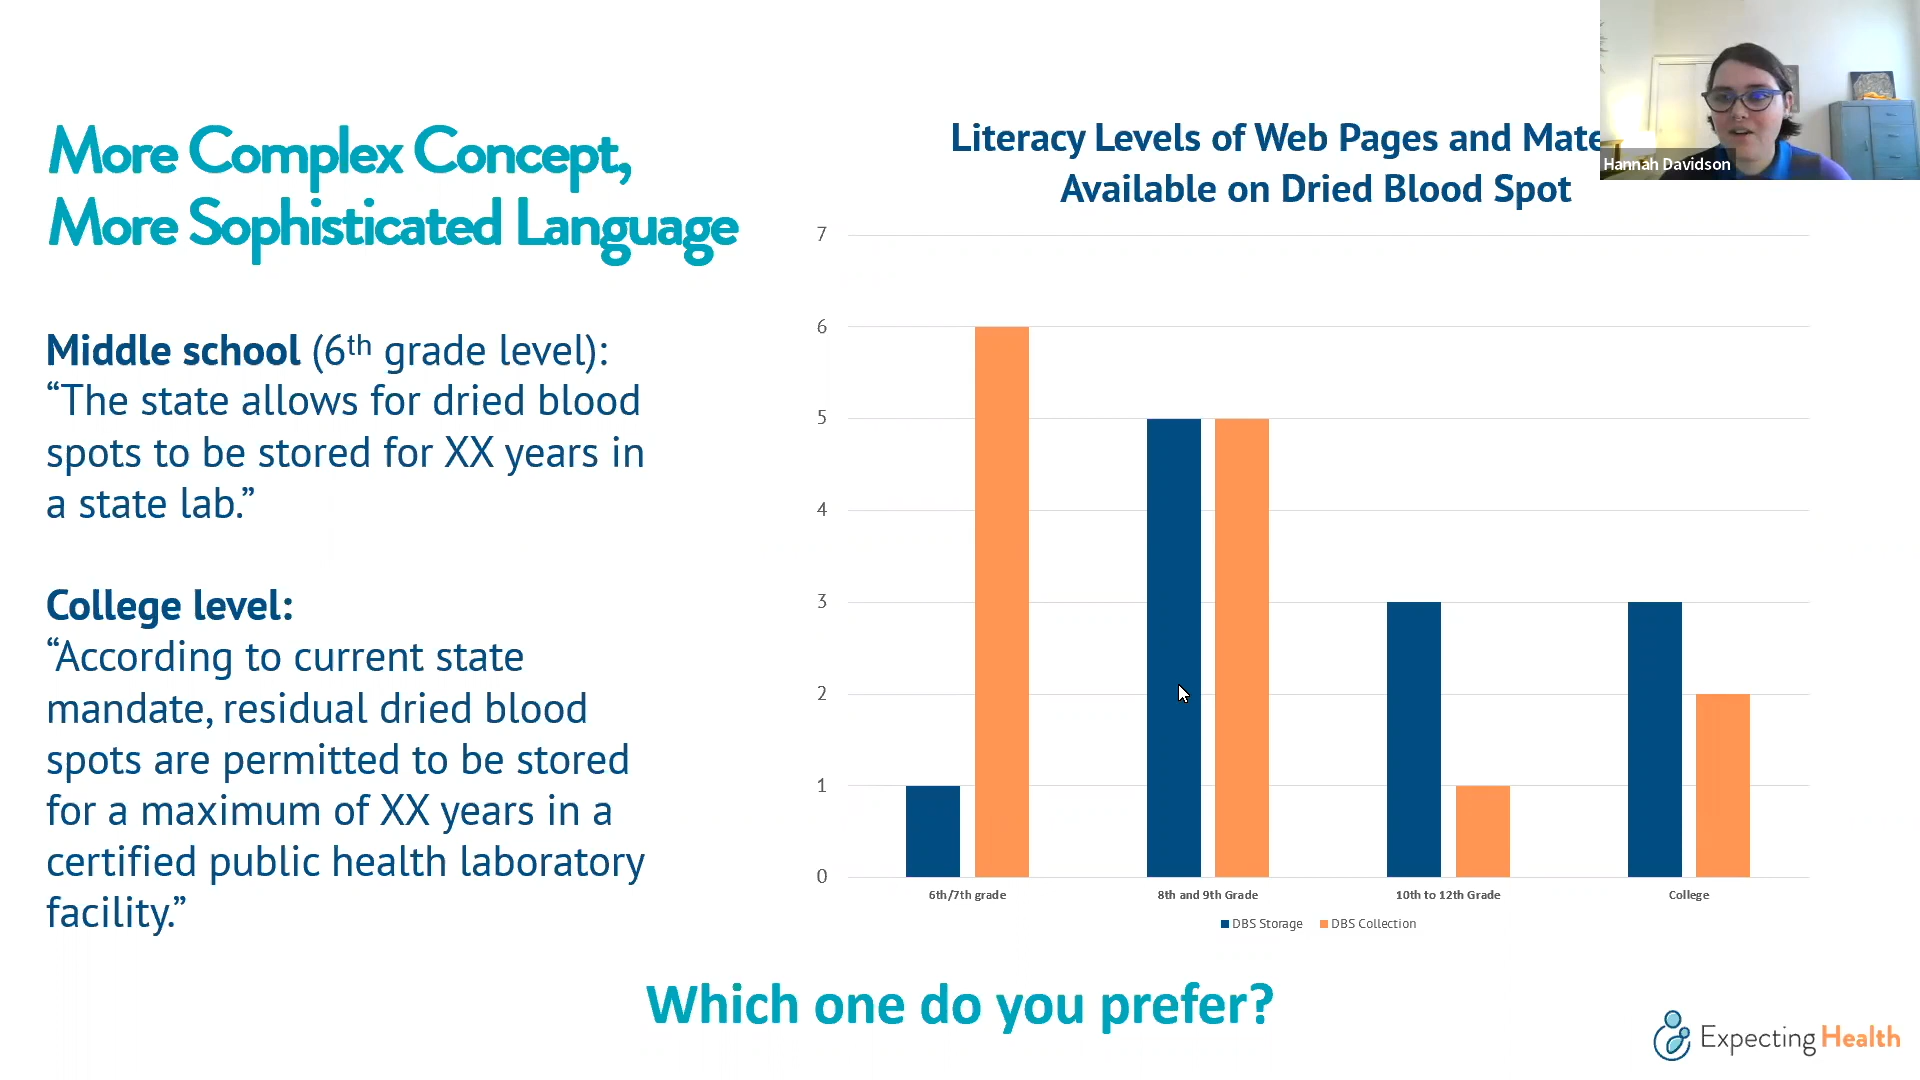 More Complex Concept,
More Sophisticated Language
Middle school (6th grade level):
“The state allows for dried blood
spots to be stored for XX years in
a state lab.”
College level:
“According to current state
mandate, residual dried blood
spots are permitted to be stored
for a maximum of XX years in a
certified public health laboratory
facility.”
Literacy Levels of Web Pages and
Available on Dried Blood Spot
7
6
5
4
3
2
1
0
6th/7th grade
8th and 9th Grade
10th to 12th Grade
College
DBS Storage
DBS Collection
Hannah Davidson
Which one do you prefer?
Expecting Health